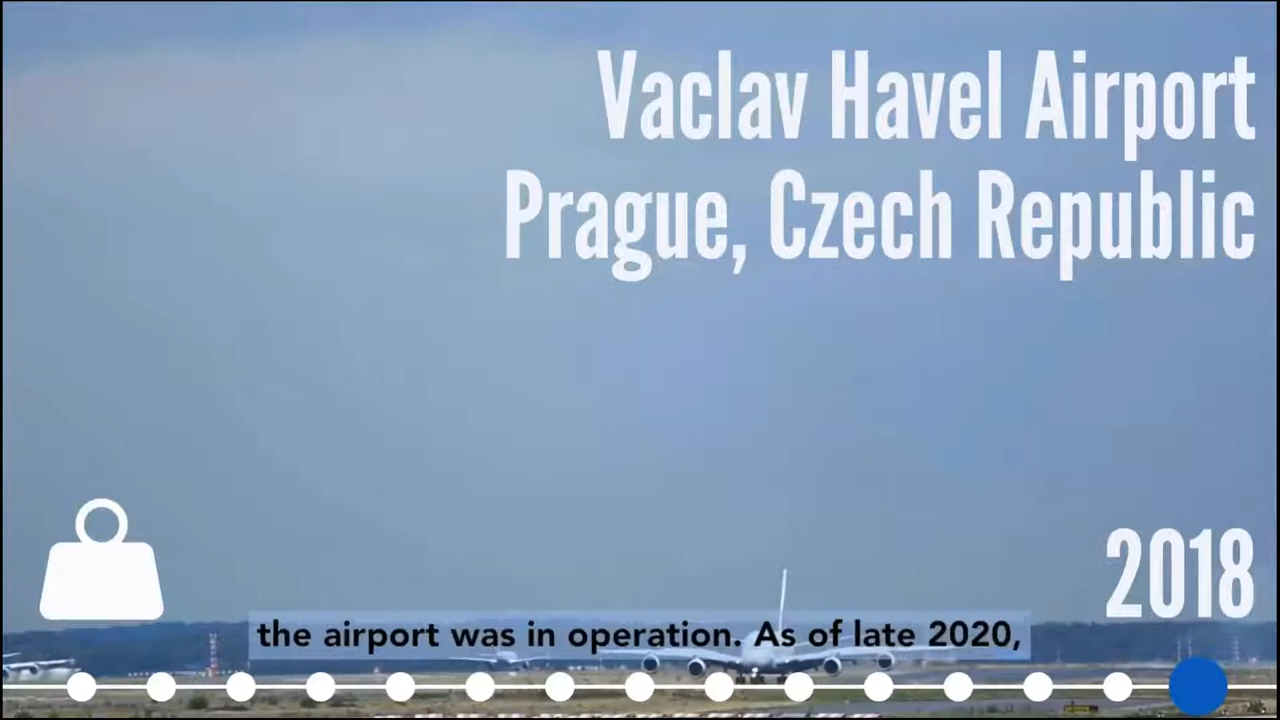 Vaclav Havel Airport
Prague, Czech Republic
2018
the airport was in operation. As of late 2020,